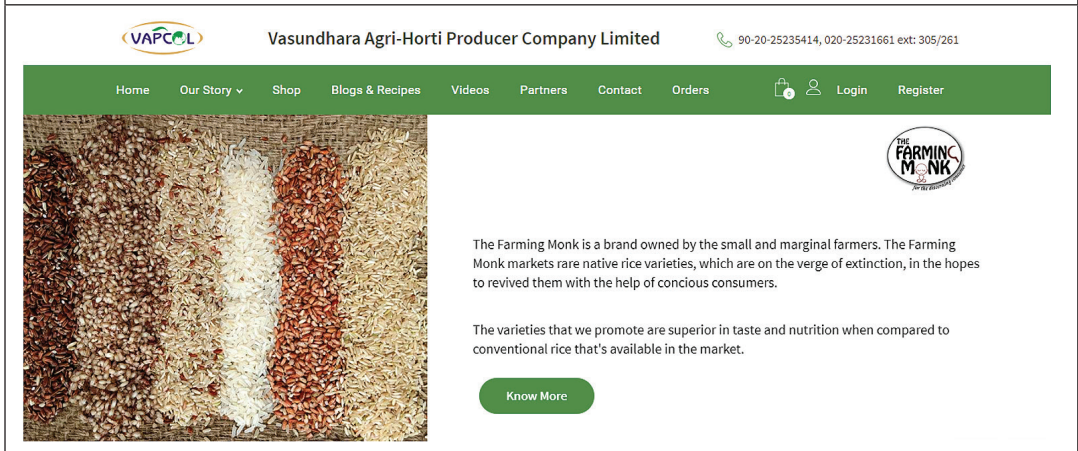 VAPCOL
Vasundhara Agri-Horti Producer Company Limited
90-20-25235414, 020-25231661 ext: 305/261
Home Our Story Shop Blogs & Recipes Videos Partners Contact Orders 0 Login Register
THE
FARMING
MONK
for the discerning consumer
The Farming Monk is a brand owned by the small and marginal farmers. The Farming
Monk markets rare native rice varieties, which are on the verge of extinction, in the hopes
to revived them with the help of concious consumers.
The varieties that we promote are superior in taste and nutrition when compared to
conventional rice that's available in the market.
Know More